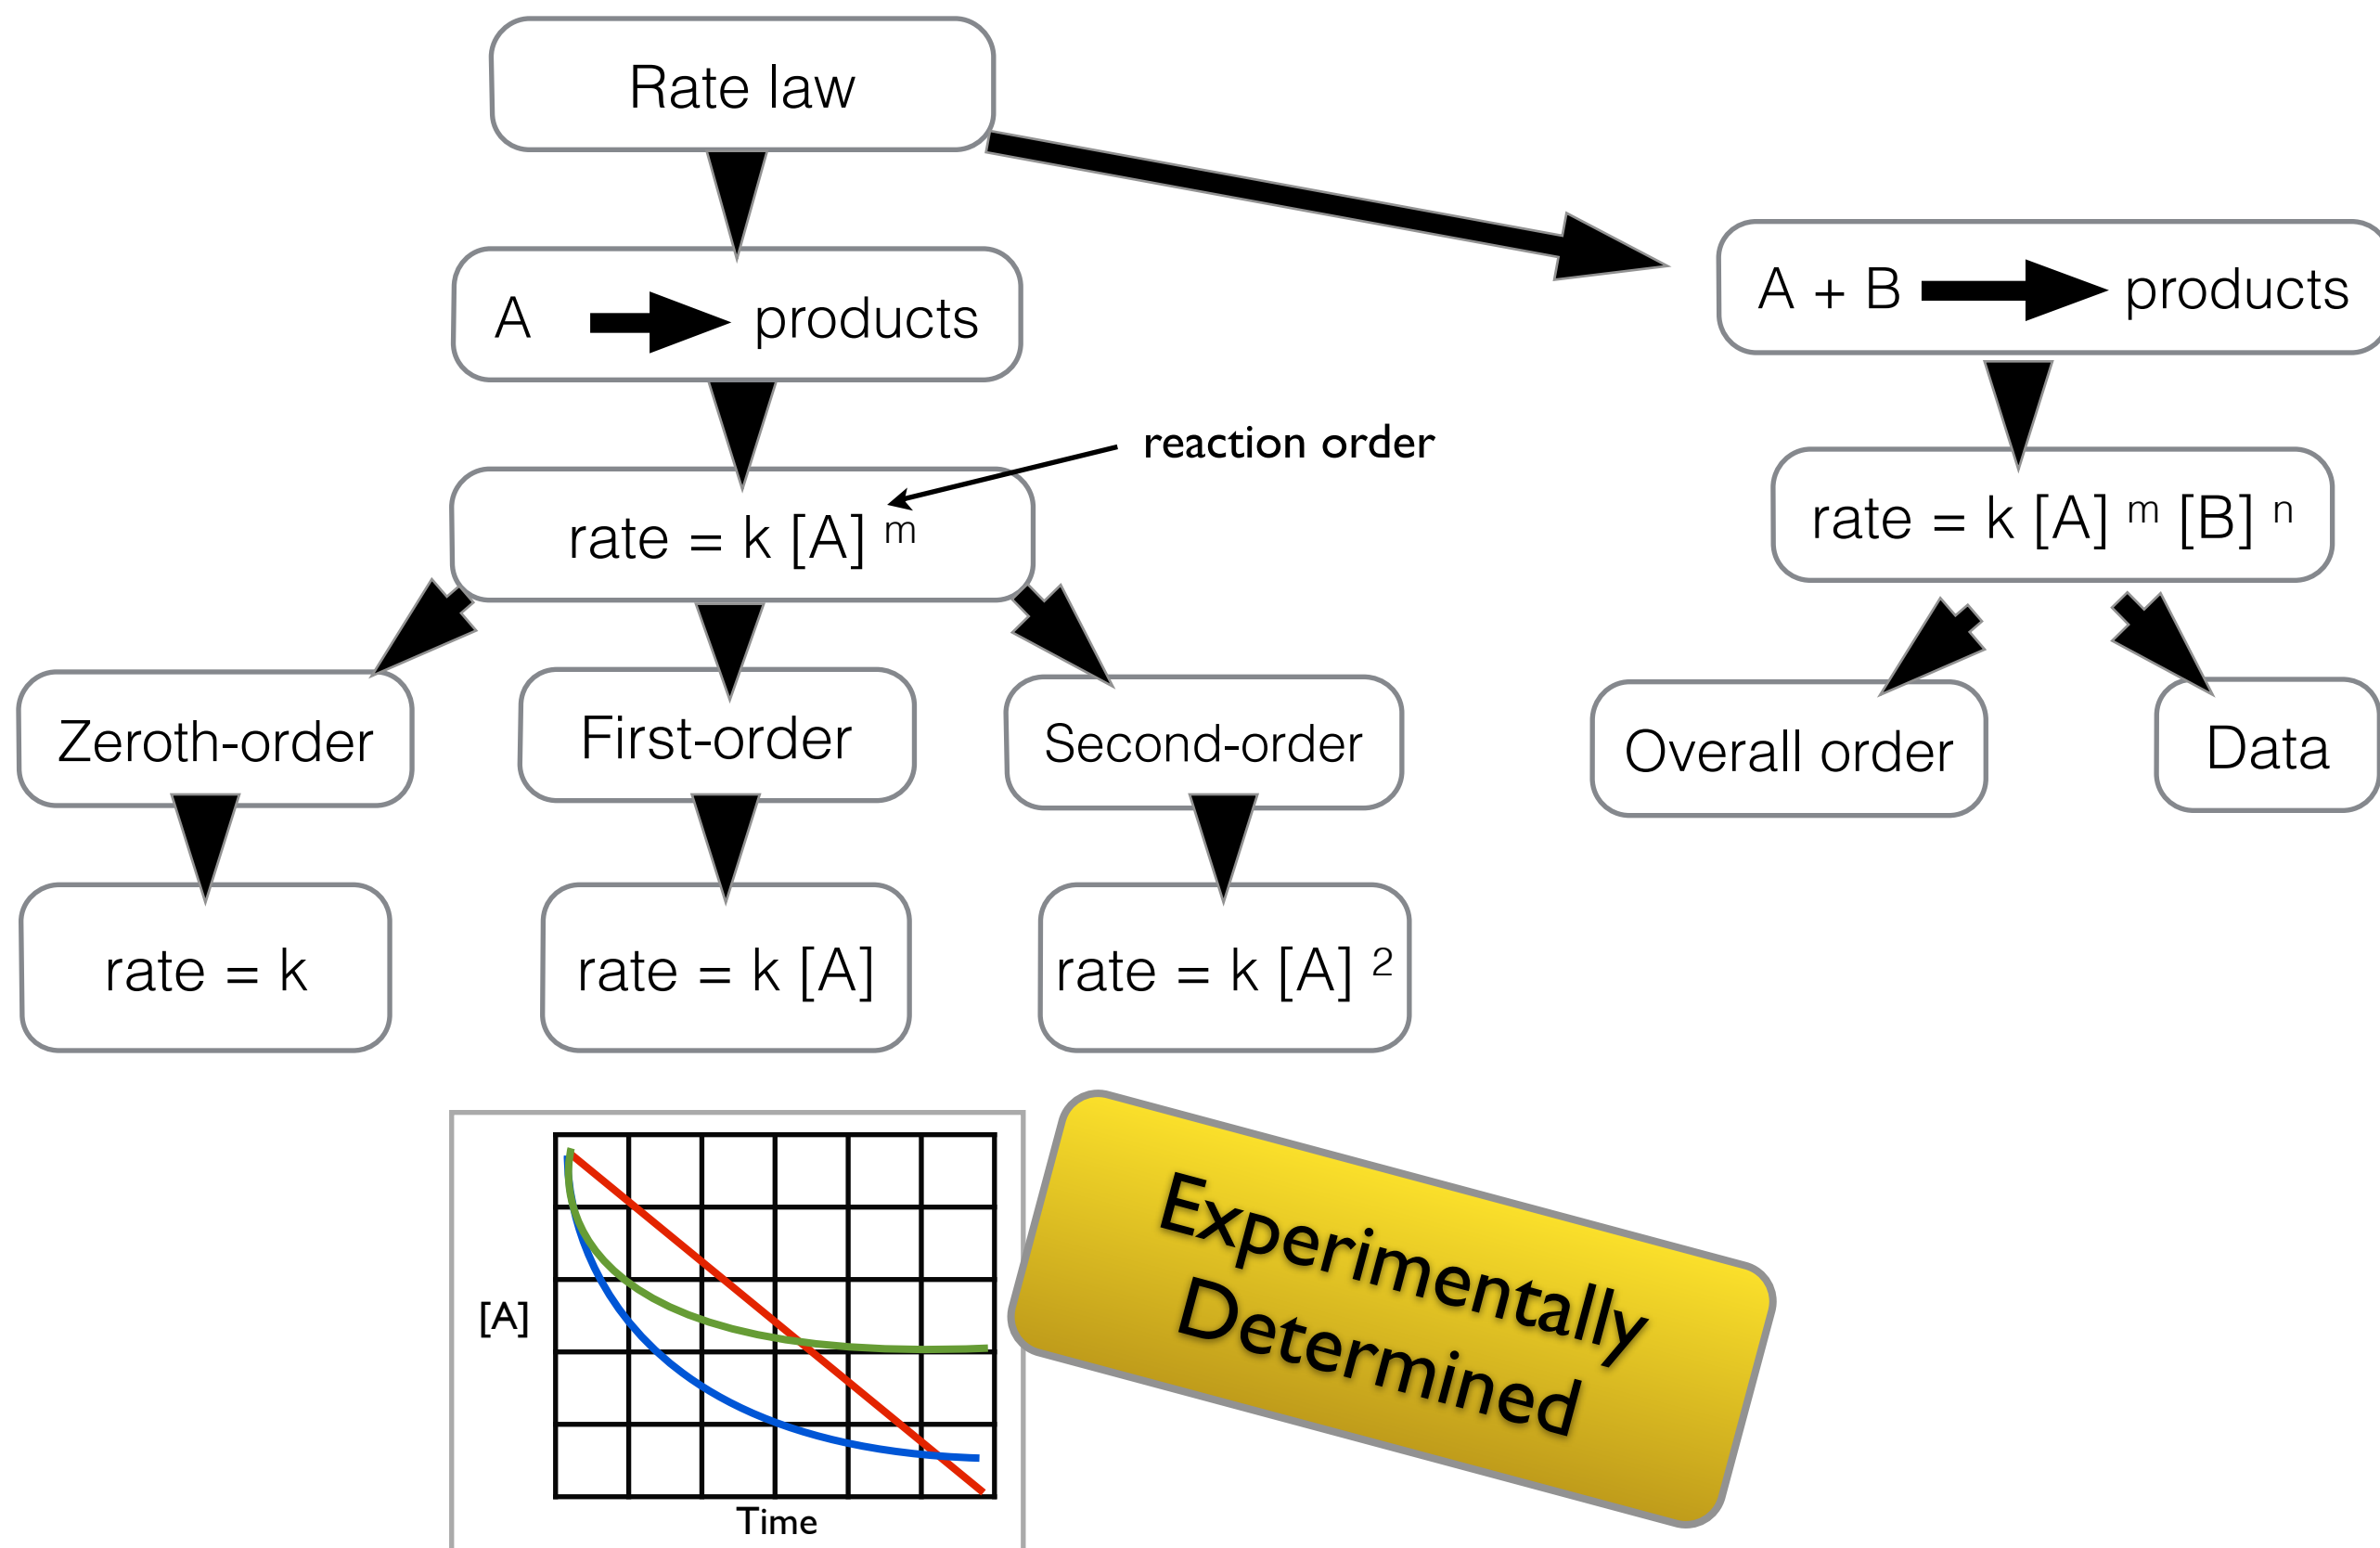 Rate law
A products
A + B products
reaction order
rate = k [A] m
rate = k [A] m [B] n
Zeroth-order
First-order
Second-order
Overall order
Data
rate = k
rate = k [A]
rate = k [A] 2
[A]
Time
Experimentally
Determined